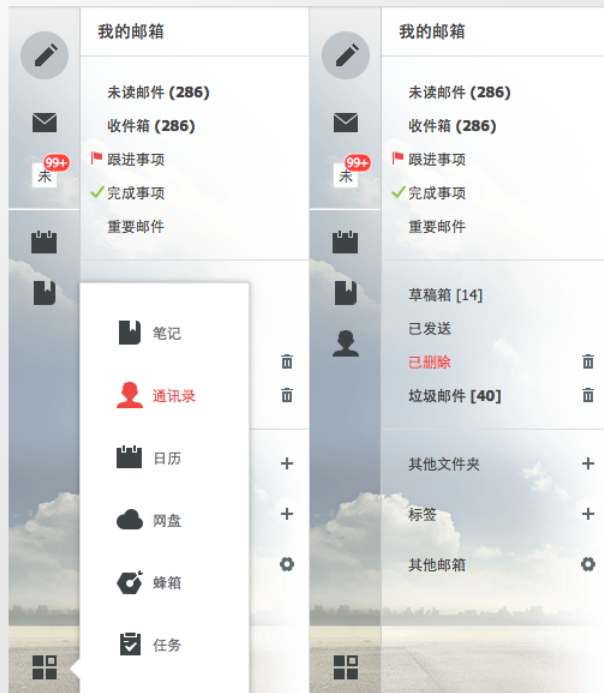 我的邮箱
未读邮件 (286)
收件箱 (286)
99+
未
跟进事项
完成事项
重要邮件
笔记
通讯录
日历
网盘
蜂箱
任务
我的邮箱
未读邮件 (286)
收件箱 (286)
99+
未
跟进事项
完成事项
重要邮件
草稿箱 [14]
已发送
已删除
垃圾邮件 [40]
其他文件夹
标签
其他邮箱